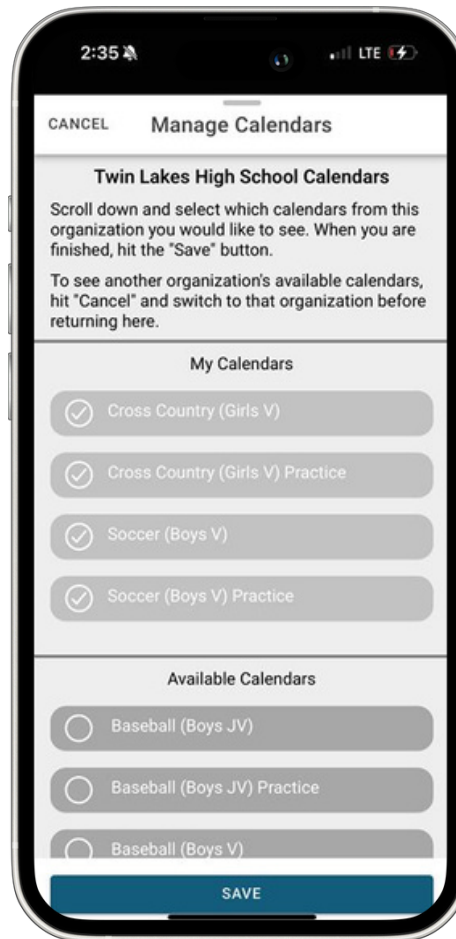 2:35
LTE
CANCEL
Manage Calendars
Twin Lakes High School Calendars
Scroll down and select which calendars from this
organization you would like to see. When you are
finished, hit the "Save" button.
To see another organization's available calendars,
hit "Cancel" and switch to that organization before
returning here.
My Calendars
Cross Country (Girls V)
Cross Country (Girls V) Practice
Soccer (Boys V)
Soccer (Boys V) Practice
Available Calendars
Baseball (Boys JV)
Baseball (Boys JV) Practice
Baseball (Boys V)
SAVE